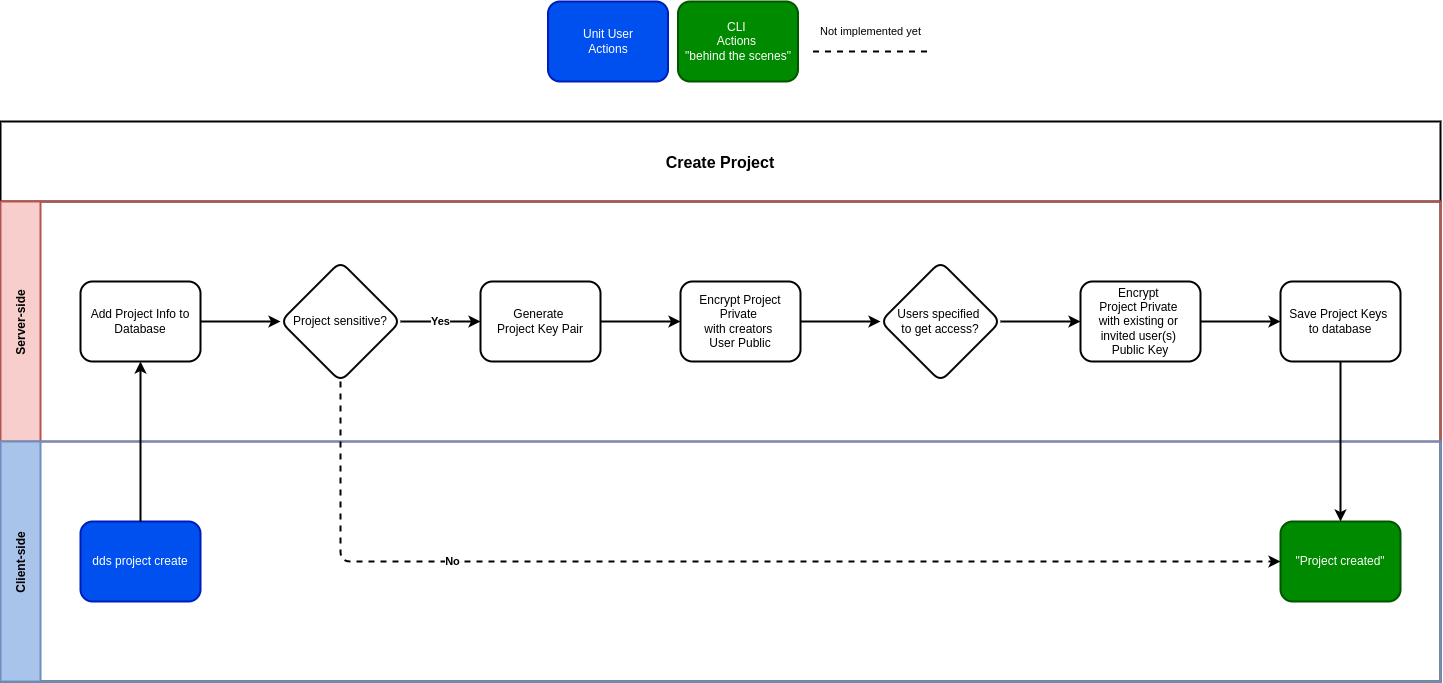 Unit User
Actions
CLI
Actions
"behind the scenes"
Not implemented yet
Create Project
Server-side
Add Project Info to
Database
Project sensitive?
Yes
Generate
Project Key Pair
Encrypt Project
Private
with creators
User Public
Users specified
to get access?
Encrypt
Project Private
with existing or
invited user(s)
Public Key
Save Project Keys
to database
Client-side
dds project create
No
"Project created"